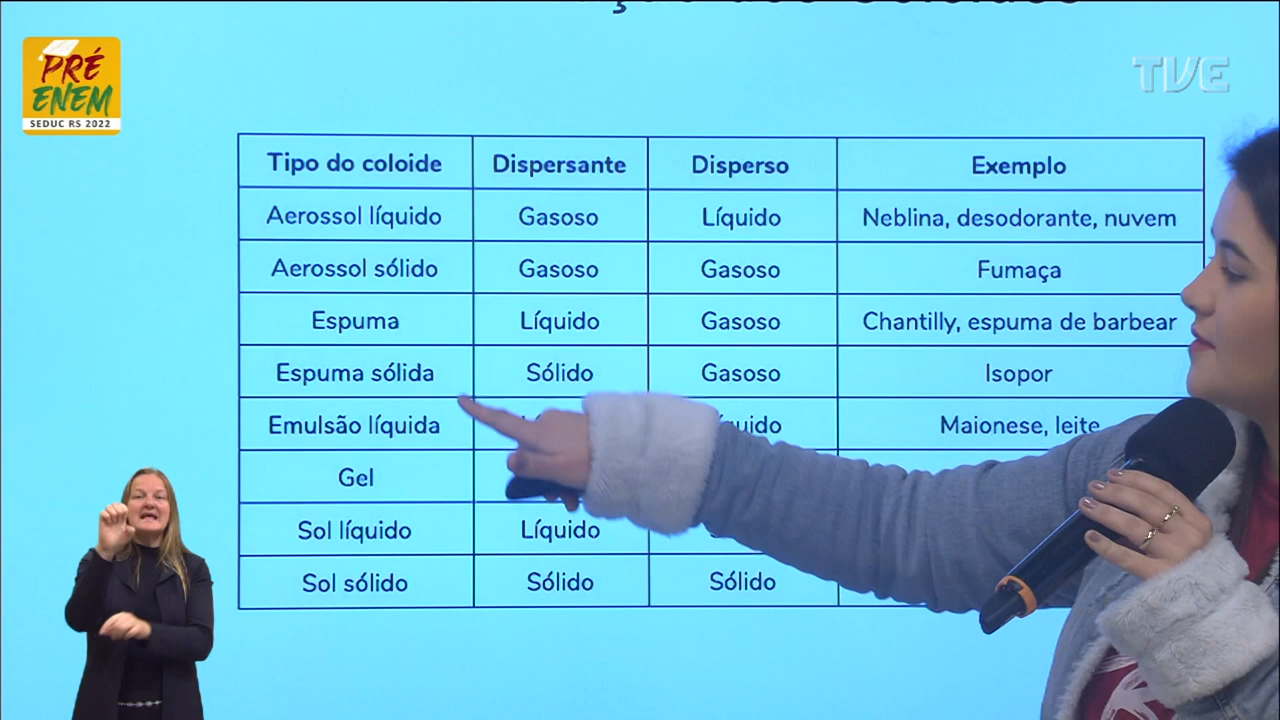 PRÉ
ENEM
SEDUC RS 2022
TVE
Tipo do coloide Dispersante Disperso Exemplo
Aerossol líquido Gasoso Líquido Neblina, desodorante, nuvem
Aerossol sólido Gasoso Gasoso Fumaça
Espuma Líquido Gasoso Chantilly, espuma de barbear
Espuma sólida Sólido Gasoso Isopor
Emulsão líquida Maionese, leite
Gel
Sol líquido Líquido
Sol sólido Sólido Sólido